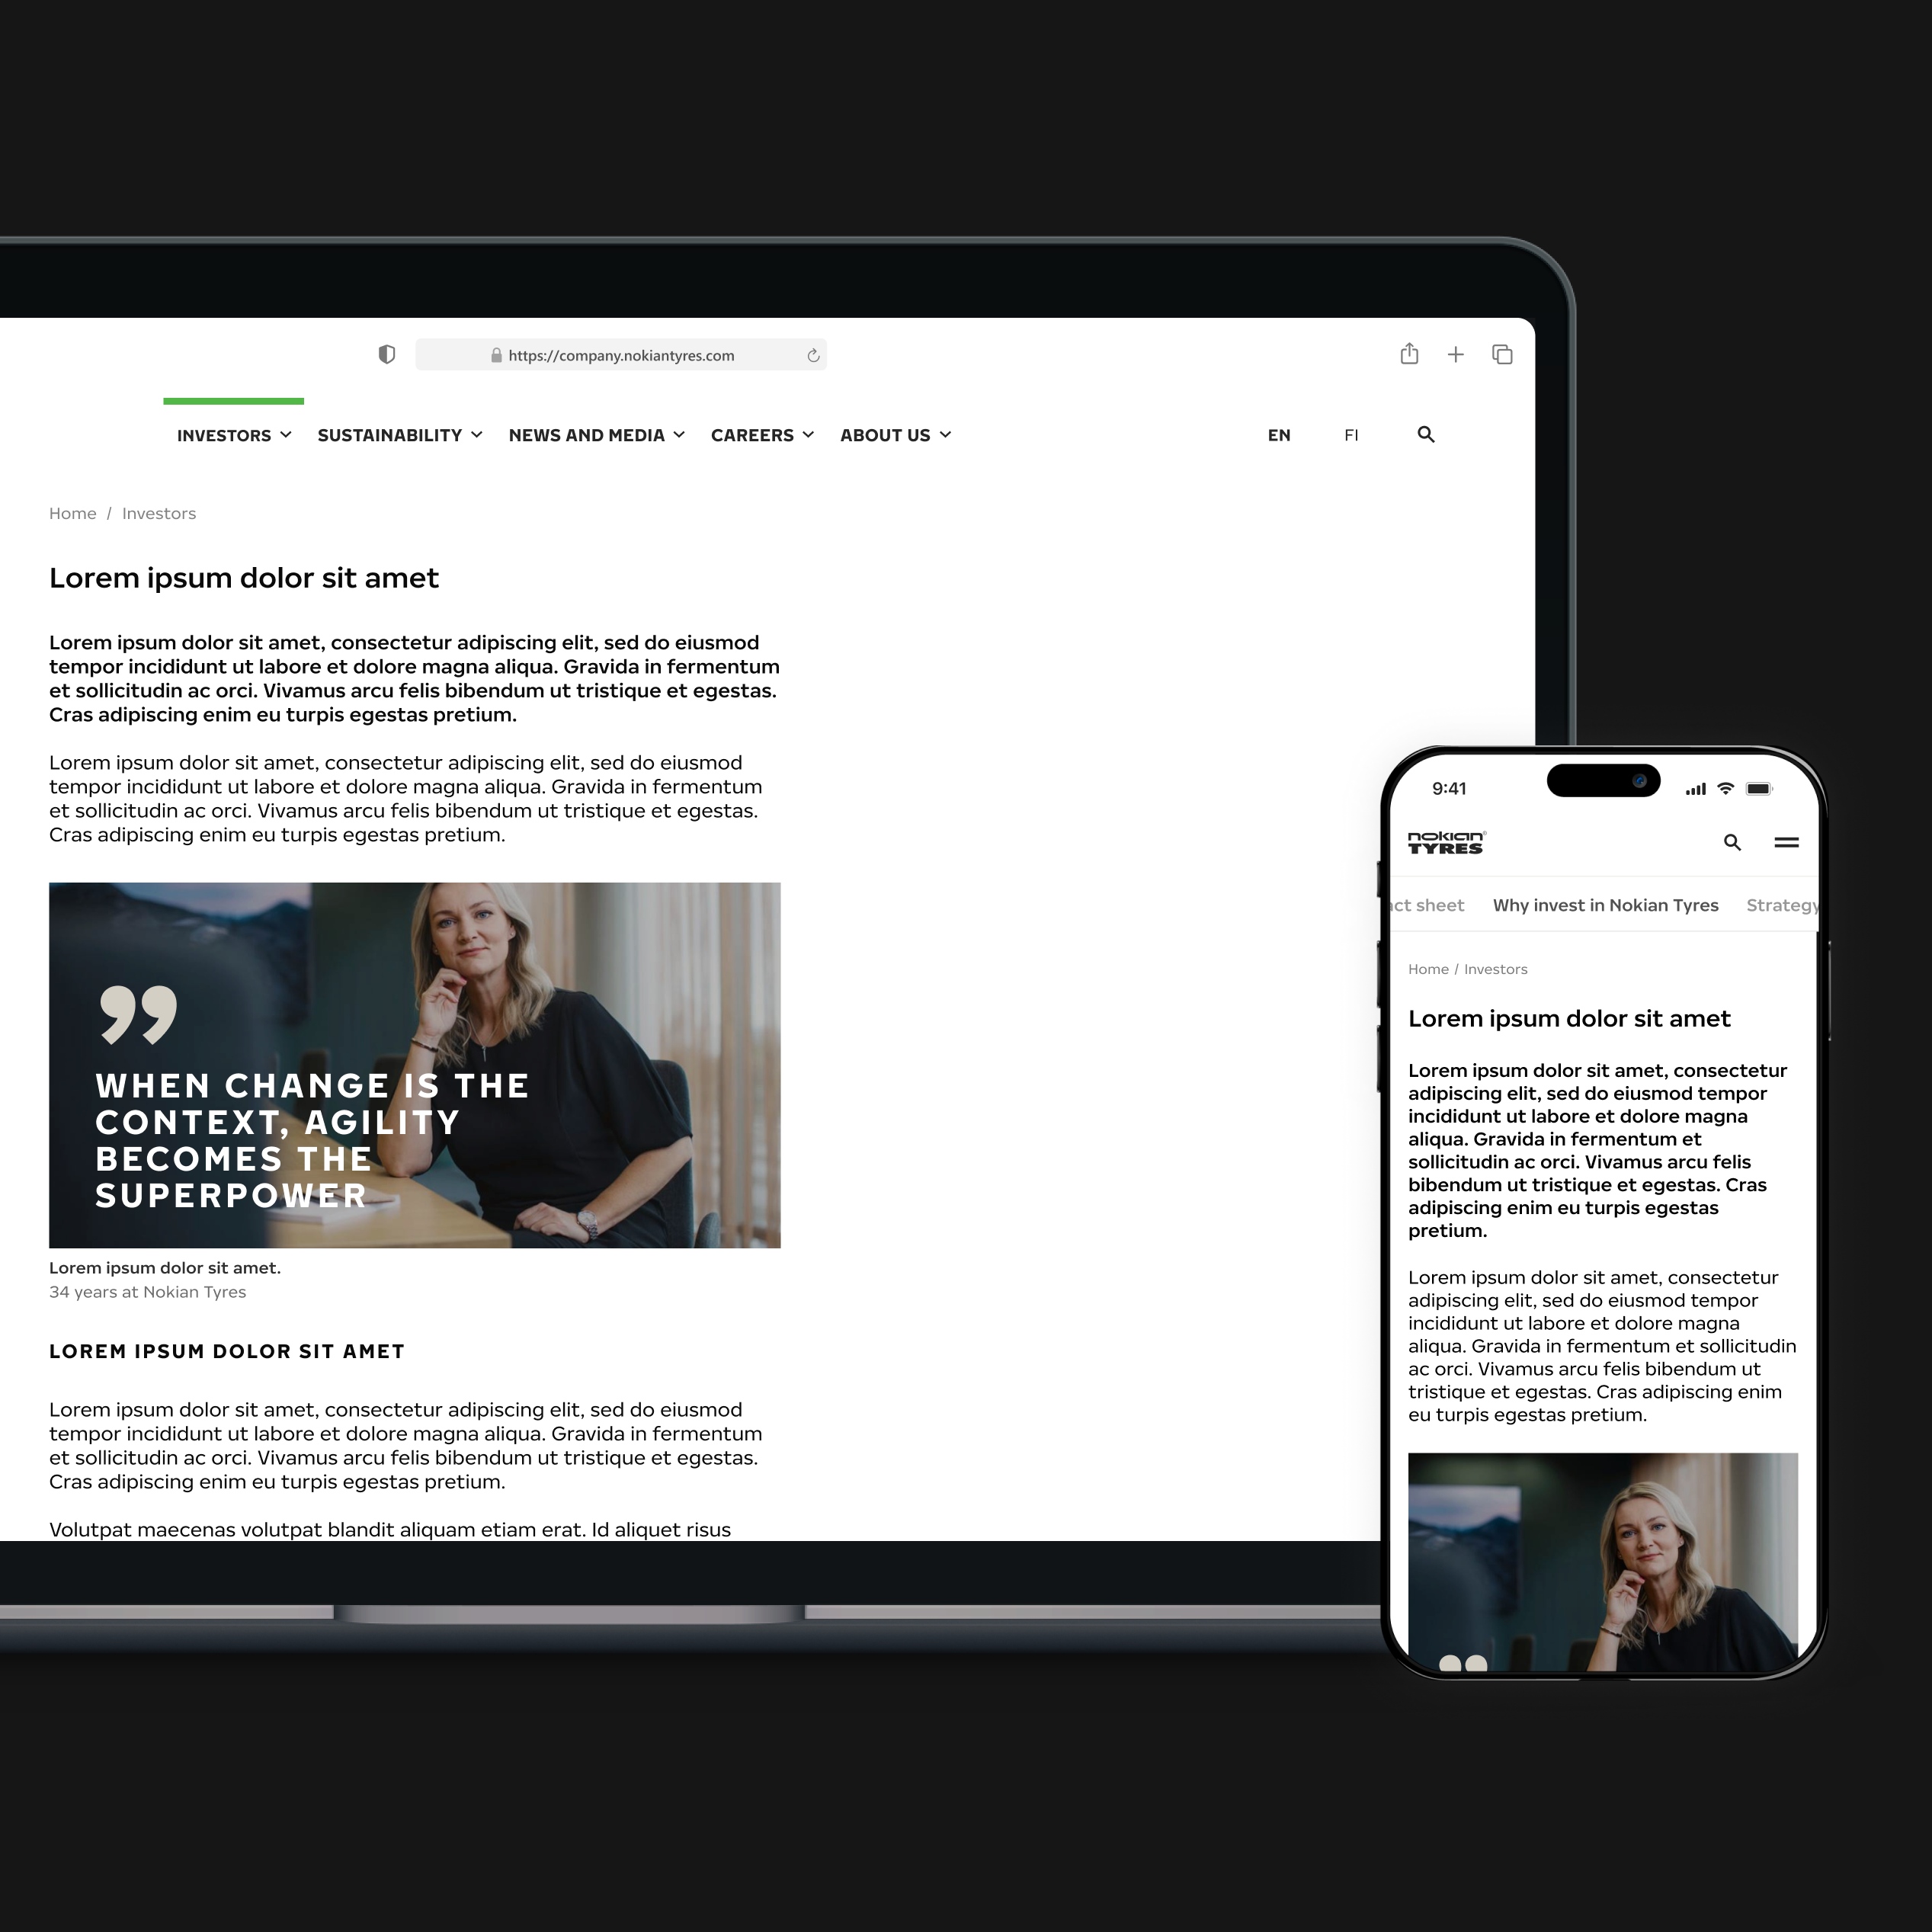 https://company.nokiantyres.com
INVESTORS SUSTAINABILITY NEWS AND MEDIA CAREERS ABOUT US EN FI
Home / Investors
Lorem ipsum dolor sit amet
Lorem ipsum dolor sit amet, consectetur adipiscing elit, sed do eiusmod
tempor incididunt ut labore et dolore magna aliqua. Gravida in fermentum
et sollicitudin ac orci. Vivamus arcu felis bibendum ut tristique et egestas.
Cras adipiscing enim eu turpis egestas pretium.
Lorem ipsum dolor sit amet, consectetur adipiscing elit, sed do eiusmod
tempor incididunt ut labore et dolore magna aliqua. Gravida in fermentum
et sollicitudin ac orci. Vivamus arcu felis bibendum ut tristique et egestas.
Cras adipiscing enim eu turpis egestas pretium.
”
WHEN CHANGE IS THE
CONTEXT, AGILITY
BECOMES THE
SUPERPOWER
Lorem ipsum dolor sit amet.
34 years at Nokian Tyres
LOREM IPSUM DOLOR SIT AMET
Lorem ipsum dolor sit amet, consectetur adipiscing elit, sed do eiusmod
tempor incididunt ut labore et dolore magna aliqua. Gravida in fermentum
et sollicitudin ac orci. Vivamus arcu felis bibendum ut tristique et egestas.
Cras adipiscing enim eu turpis egestas pretium.
Volutpat maecenas volutpat blandit aliquam etiam erat. Id aliquet risus
9:41
nokian®
TYRES
act sheet Why invest in Nokian Tyres Strategy
Home / Investors
Lorem ipsum dolor sit amet
Lorem ipsum dolor sit amet, consectetur
adipiscing elit, sed do eiusmod tempor
incididunt ut labore et dolore magna
aliqua. Gravida in fermentum et
sollicitudin ac orci. Vivamus arcu felis
bibendum ut tristique et egestas. Cras
adipiscing enim eu turpis egestas
pretium.
Lorem ipsum dolor sit amet, consectetur
adipiscing elit, sed do eiusmod tempor
incididunt ut labore et dolore magna
aliqua. Gravida in fermentum et sollicitudin
ac orci. Vivamus arcu felis bibendum ut
tristique et egestas. Cras adipiscing enim
eu turpis egestas pretium.